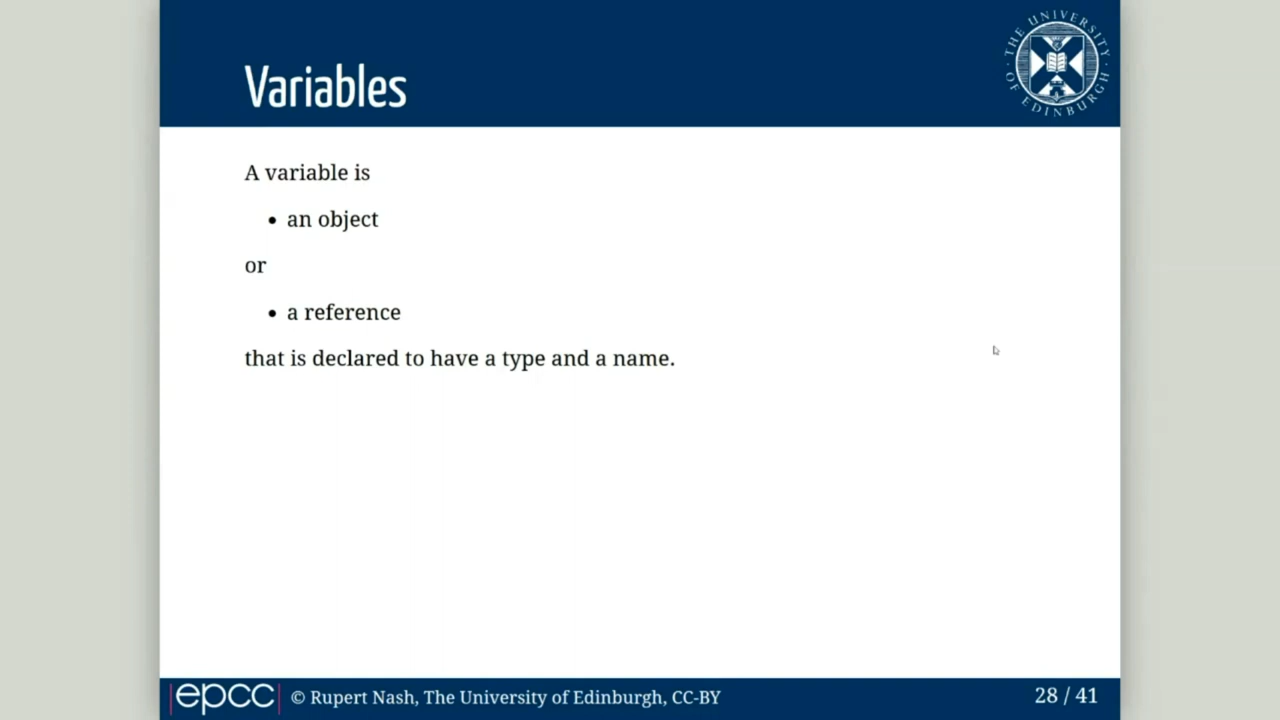 Variables
THE UNIVERSITY OF EDINBURGH
A variable is
• an object
or
• a reference
that is declared to have a type and a name.
epcc
© Rupert Nash, The University of Edinburgh, CC-BY
28 / 41